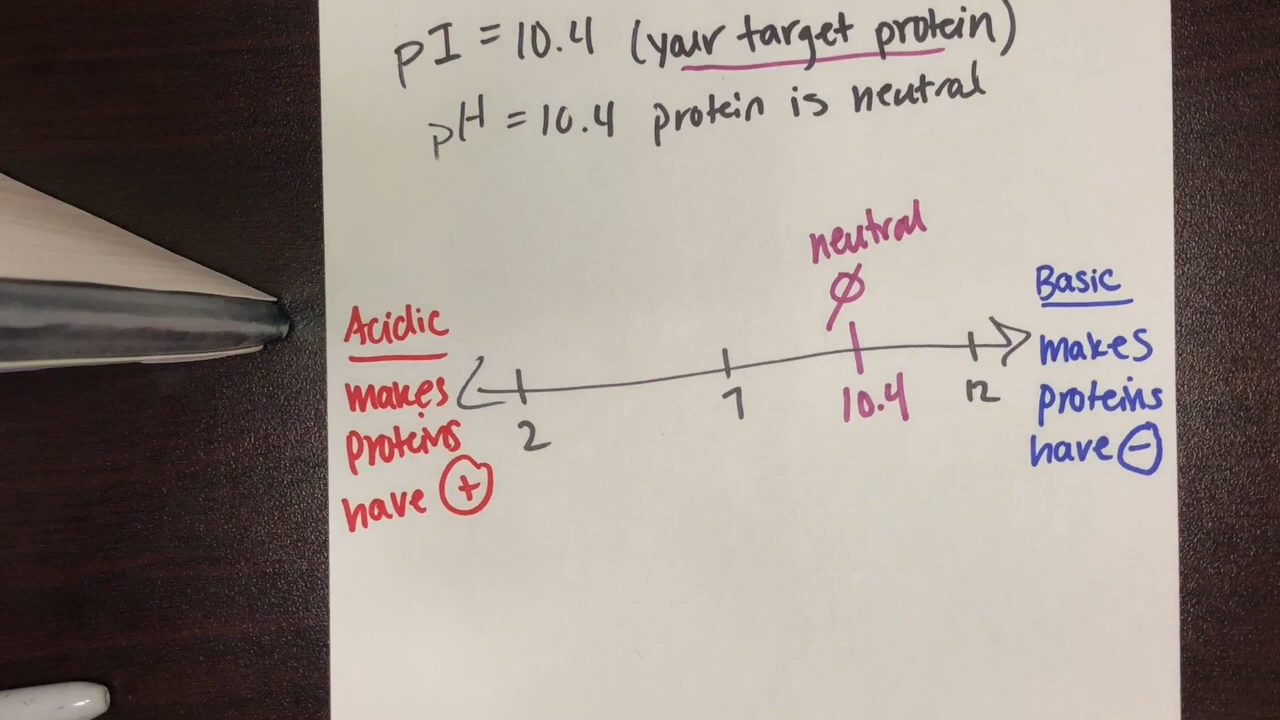 pI = 10.4 (your target protein)
pH = 10.4 protein is neutral
neutral
Ø
Acidic
makes
proteins
have +
2
7
10.4
12
Basic
makes
proteins
have -